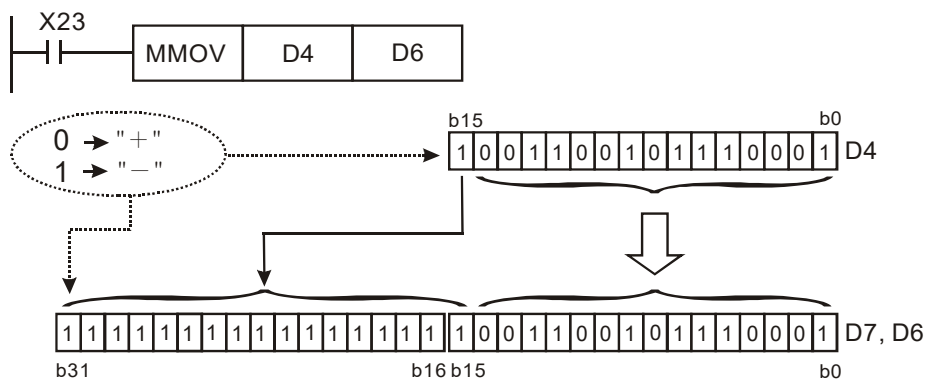 X23
MMOV D4 D6
0 → "+"
1 → "−"
b15 b0
1 0 0 1 1 0 0 1 0 1 1 1 0 0 0 1 D4
1 1 1 1 1 1 1 1 1 1 1 1 1 1 1 1 1 0 0 1 1 0 0 1 0 1 1 1 0 0 0 1 D7, D6
b31 b16 b15 b0